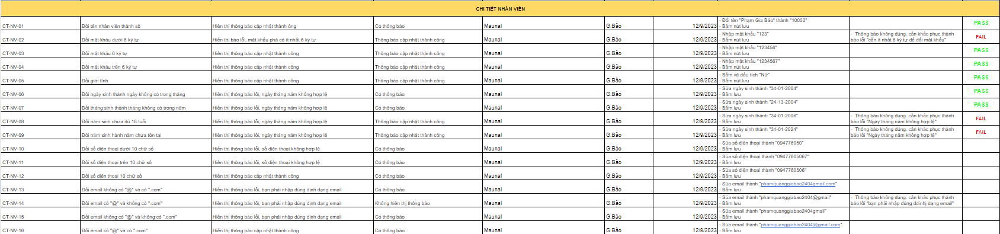 CHI TIẾT NHÂN VIÊN
CT-NV-01 Đổi tên nhân viên thành số Hiển thị thông báo cập nhật thành ông Có thông báo Maunal G.Bảo 12/9/2023 - Đổi tên "Phạm Gia Bảo" thành "10000" PASS
- Bấm nút lưu
CT-NV-02 Đổi mật khẩu dưới 6 ký tự Hiển thị báo lỗi, mật khẩu phả có ít nhất 6 ký tự Thông báo cập nhật thành công Maunal G.Bảo 12/9/2023 - Nhập mật khẩu "123" - Thông báo không đúng. cần khắc phục thành FAIL
- Bấm nút lưu báo lỗi "cần ít nhất 6 ký tự để đổi mật khẩu"
CT-NV-03 Đổi mật khẩu 6 ký tự Hiển thị thông báo cập nhật thành công Thông báo cập nhật thành công Maunal G.Bảo 12/9/2023 - Nhập mật khẩu "123456" PASS
- Bấm nút lưu
CT-NV-04 Đổi mật khẩu trên 6 ký tự Hiển thị thông báo cập nhật thành công Thông báo cập nhật thành công Maunal G.Bảo 12/9/2023 - Nhập mật khẩu "1234567" PASS
- Bấm nút lưu
CT-NV-05 Đổi giới tính Hiển thị thông báo cập nhật thành công Thông báo cập nhật thành công Maunal G.Bảo 12/9/2023 - Bấm và dấu tích "Nữ" PASS
- Bấm nút lưu
CT-NV-06 Đổi ngày sinh thành ngày không có trong tháng Hiển thị thông báo lỗi, ngày tháng năm không hợp lệ Có thông báo Maunal G.Bảo 12/9/2023 - Sửa ngày sinh thành "34-01-2004" PASS
- Bấm lưu
CT-NV-07 Đổi tháng sinh thành tháng không có trong năm Hiển thị thông báo lỗi, ngày tháng năm không hợp lệ Có thông báo Maunal G.Bảo 12/9/2023 - Sửa ngày sinh thành "24-13-2004" PASS
- Bấm lưu
CT-NV-08 Đổi năm sinh chưa đủ 18 tuổi Hiển thị thông báo lỗi, ngày tháng năm không hợp lệ Thông báo cập nhật thành công Maunal G.Bảo 12/9/2023 - Sửa ngày sinh thành "34-01-2006" - Thông báo không đúng. cần khắc phục thành FAIL
- Bấm lưu báo lỗi "Ngày tháng năm không hợp lệ"
CT-NV-09 Đổi năm sinh hành năm chưa tồn tại Hiển thị thông báo lỗi, ngày tháng năm không hợp lệ Thông báo cập nhật thành công Maunal G.Bảo 12/9/2023 - Sửa ngày sinh thành "34-01-2024" - Thông báo không đúng. cần khắc phục thành FAIL
- Bấm lưu báo lỗi "Ngày tháng năm không hợp lệ"
CT-NV-10 Đổi số điện thoại dưới 10 chữ số Hiển thị thông báo lỗi, số điện thoại không hợp lệ Có thông báo Maunal G.Bảo 12/9/2023 - Sủa số điện thoại thành "094776050"
- Bấm lưu
CT-NV-11 Đổi số điện thoại trên 10 chữ số Hiển thị thông báo lỗi, số điện thoại không hợp lệ Có thông báo Maunal G.Bảo 12/9/2023 - Sủa số điện thoại thành "09477605067"
- Bấm lưu
CT-NV-12 Đổi số điện thoại 10 chữ số Hiển thị thông báo cập nhật thành công Có thông báo Maunal G.Bảo 12/9/2023 - Sủa số điện thoại thành "0947760506"
- Bấm lưu
CT-NV-13 Đổi email không có "@" và có ".com" Hiển thị thông báo lỗi, bạn phải nhập đúng định dạng email Có thông báo Maunal G.Bảo 12/9/2023 - Sủa email thành "phamquanggiabao2404gmail.com"
- Bấm lưu
CT-NV-14 Đổi email có "@" và không có ".com" Hiển thị thông báo lỗi, bạn phải nhập đúng định dạng email Không hiển thị thông báo Maunal G.Bảo 12/9/2023 - Sủa email thành "phamquanggiabao2404@gmail" - Thông báo không đúng. cần khắc phục thành
- Bấm lưu báo lỗi "bạn phải nhập đúng ddinhj dạng email"
CT-NV-15 Đổi email không có "@" và không có ".com" Hiển thị thông báo lỗi, bạn phải nhập đúng định dạng email Có thông báo Maunal G.Bảo 12/9/2023 - Sủa email thành "phamquanggiabao2404gmail"
- Bấm lưu
CT-NV-16 Đổi email có "@" và có ".com" Hiển thị thông báo cập nhật thành công Có thông báo Maunal G.Bảo 12/9/2023 - Sủa email thành "phamquanggiabao2404@gmail.com"
- Bấm lưu